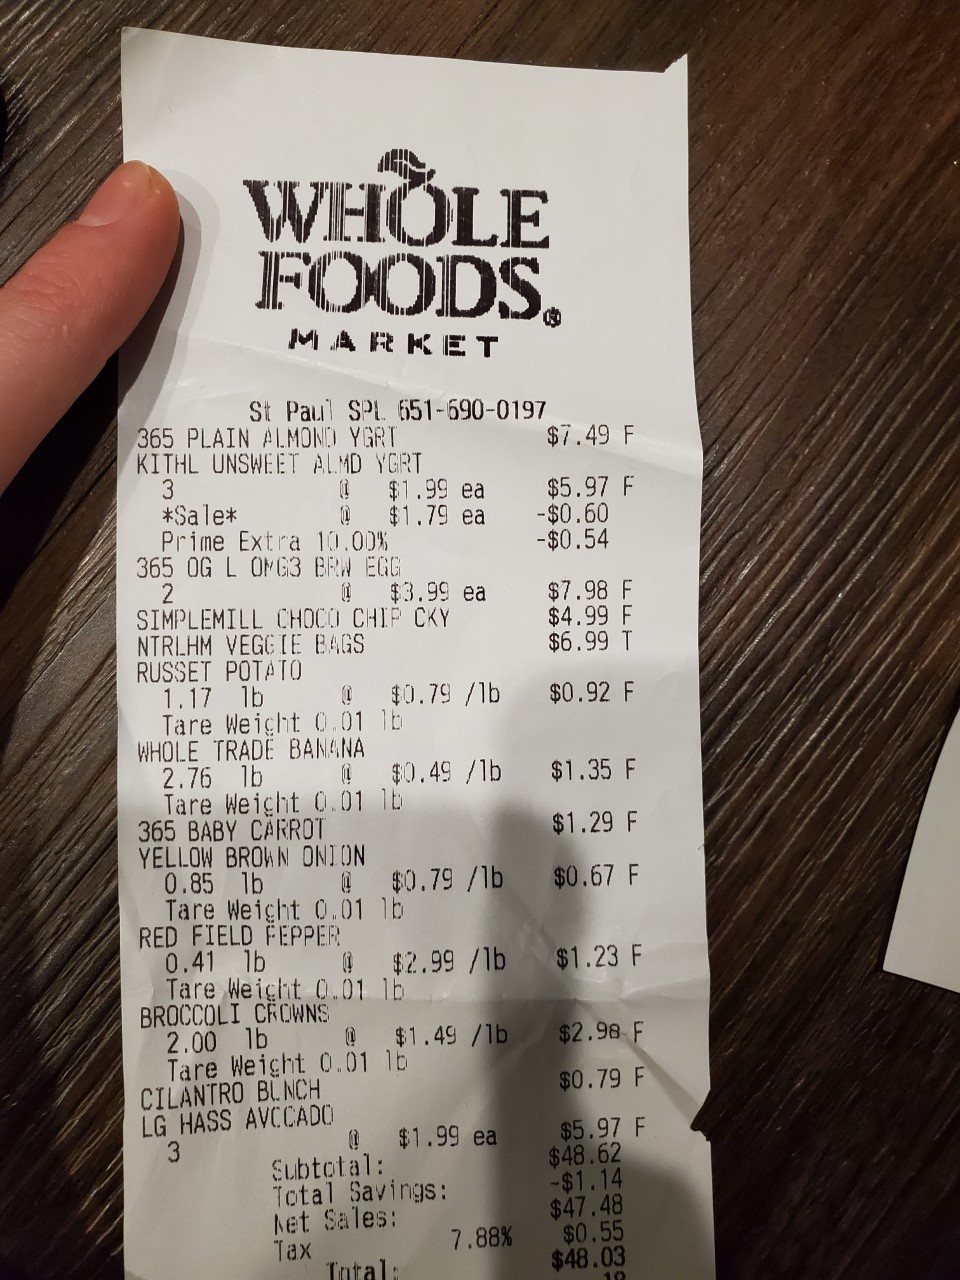 WHOLE
FOODS®
MARKET
St Paul SPL 651-690-0197
365 PLAIN ALMOND YGRT $7.49 F
KITHL UNSWEET ALMD YGRT
3 @ $1.99 ea $5.97 F
*Sale* @ $1.79 ea -$0.60
Prime Extra 10.00% -$0.54
365 OG L OMG3 BRW EGG
2 @ $3.99 ea $7.98 F
SIMPLEMILL CHOCO CHIP CKY $4.99 F
NTRLHM VEGGIE BAGS $6.99 T
RUSSET POTATO
1.17 lb @ $0.79 /lb $0.92 F
Tare Weight 0.01 lb
WHOLE TRADE BANANA
2.76 lb @ $0.49 /lb $1.35 F
Tare Weight 0.01 lb
365 BABY CARROT $1.29 F
YELLOW BROWN ONION
0.85 lb @ $0.79 /lb $0.67 F
Tare Weight 0.01 lb
RED FIELD PEPPER
0.41 lb @ $2.99 /lb $1.23 F
Tare Weight 0.01 lb
BROCCOLI CROWNS
2.00 lb @ $1.49 /lb $2.98 F
Tare Weight 0.01 lb
CILANTRO BUNCH $0.79 F
LG HASS AVOCADO
3 @ $1.99 ea $5.97 F
Subtotal: $48.62
Total Savings: -$1.14
Net Sales: $47.48
Tax 7.88% $0.55
Total: $48.03